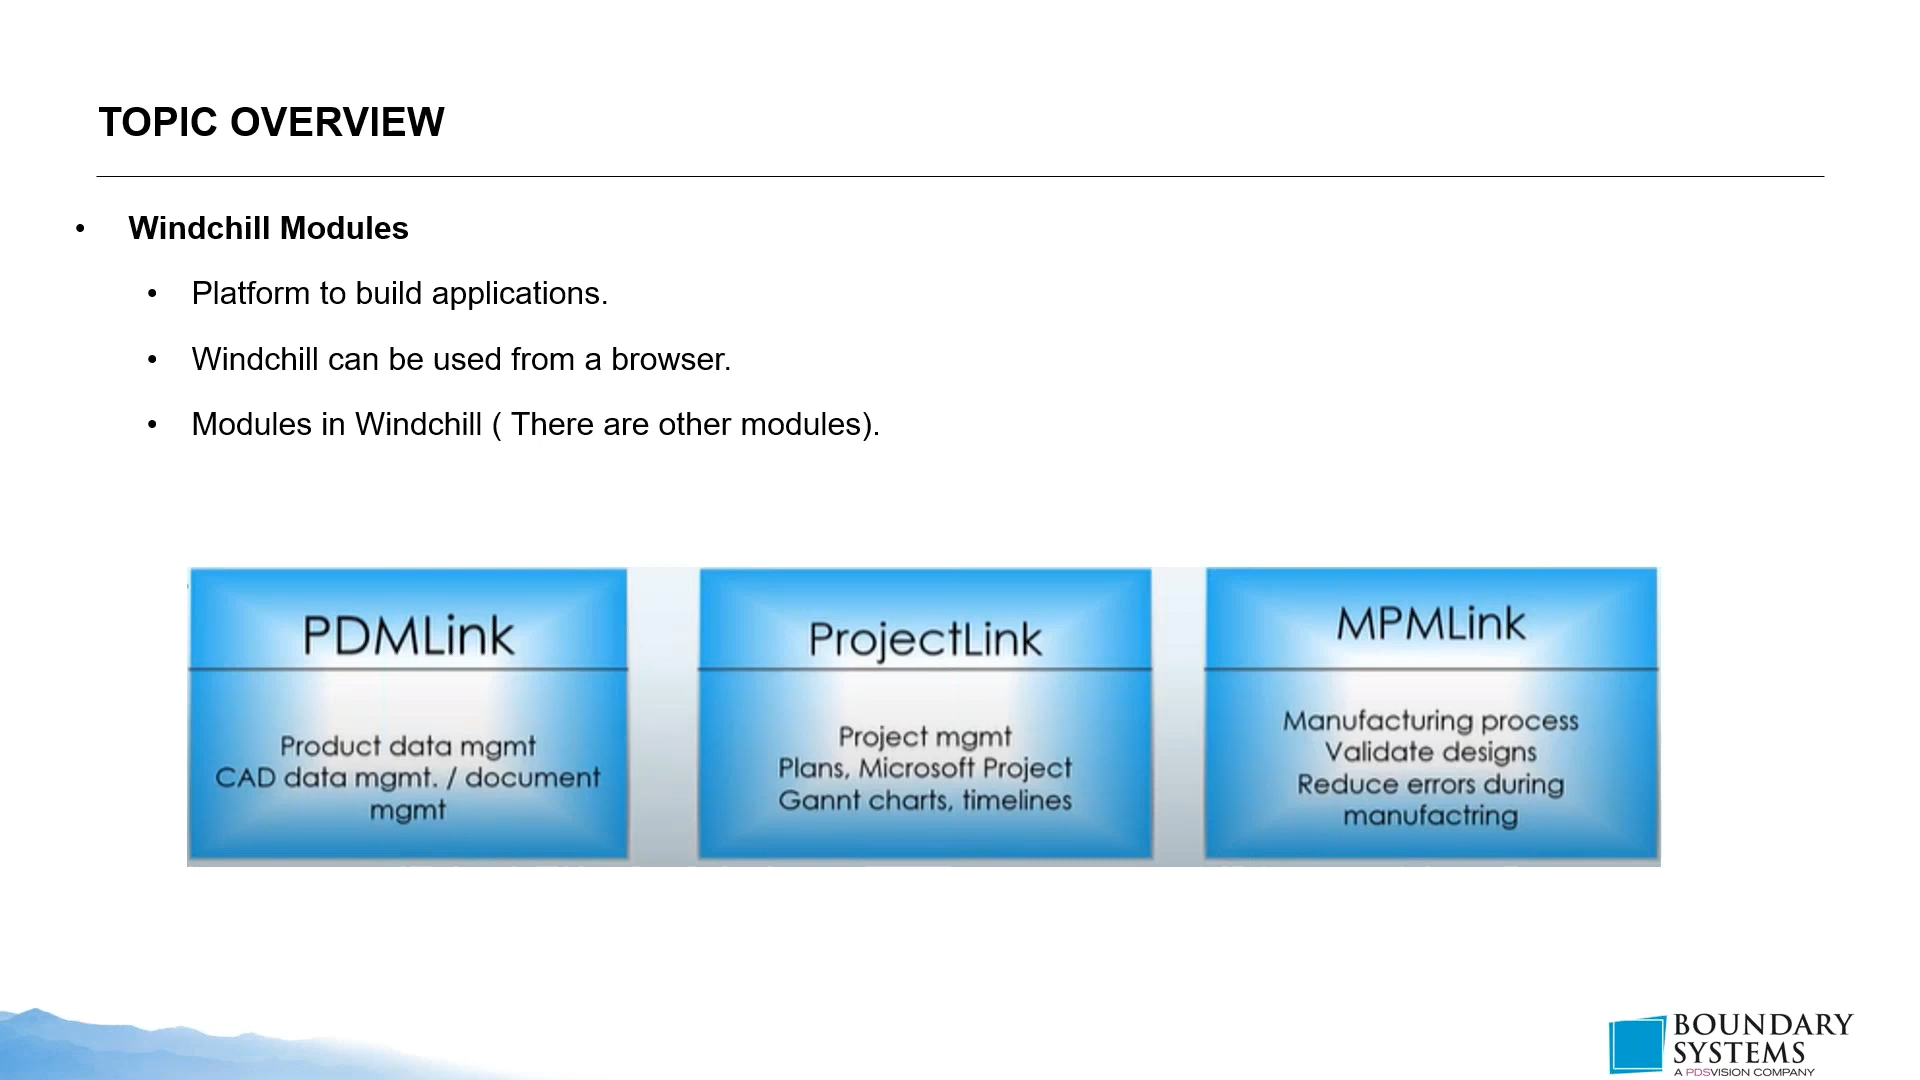 TOPIC OVERVIEW
• Windchill Modules
• Platform to build applications.
• Windchill can be used from a browser.
• Modules in Windchill ( There are other modules).
PDMLink
Product data mgmt
CAD data mgmt. / document
mgmt
ProjectLink
Project mgmt
Plans, Microsoft Project
Gannt charts, timelines
MPMLink
Manufacturing process
Validate designs
Reduce errors during
manufactring
BOUNDARY
SYSTEMS
A PDSVISION COMPANY